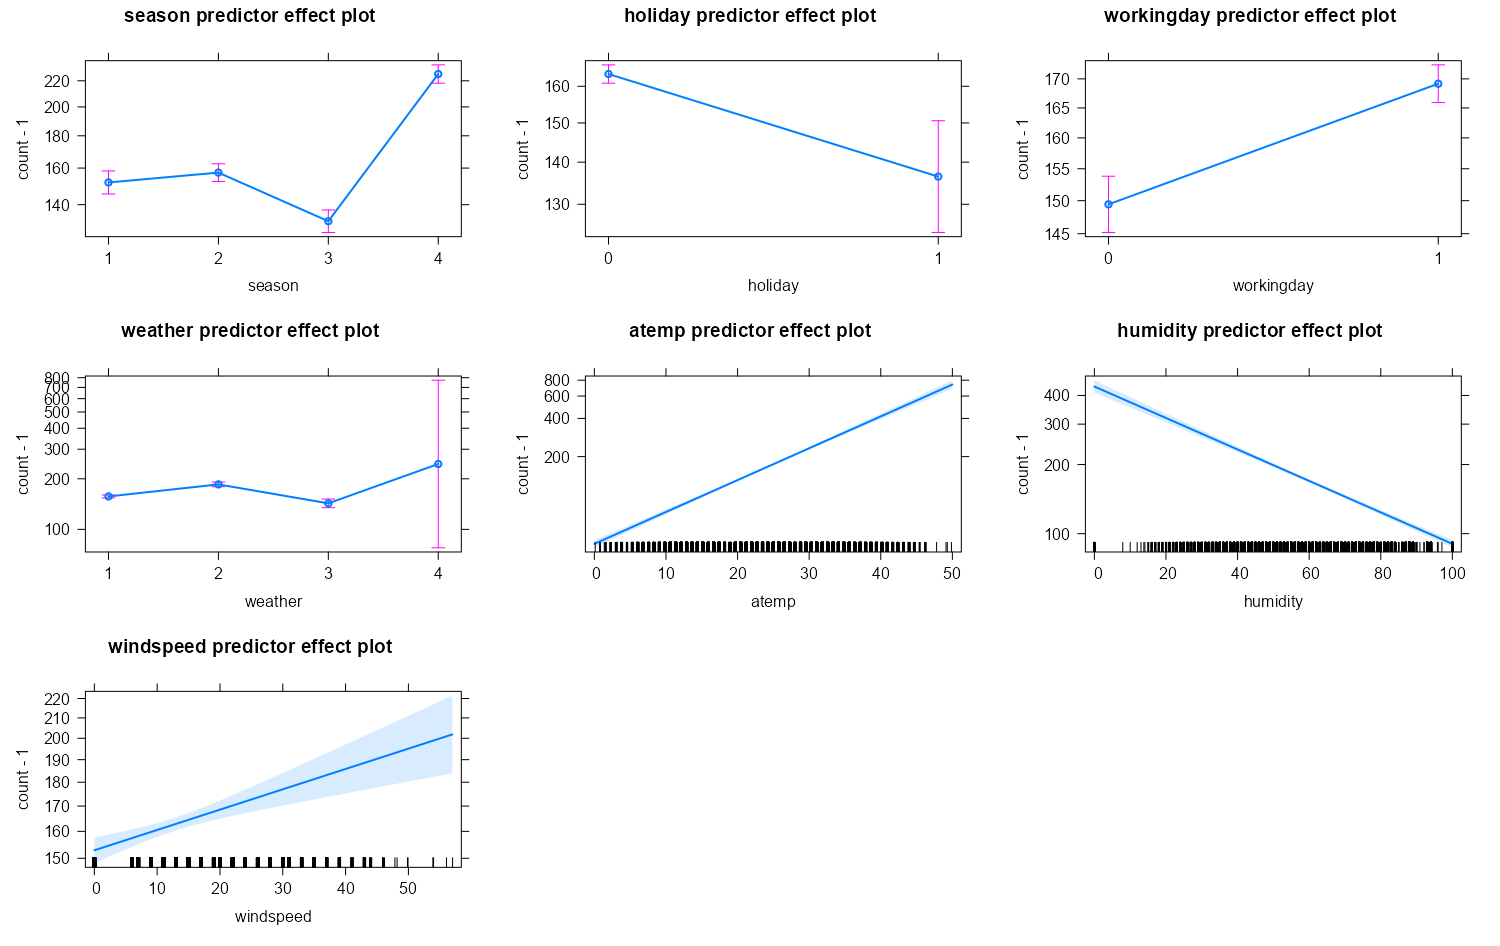 season predictor effect plot
count - 1
220
200
180
160
140
1 2 3 4
season
holiday predictor effect plot
count - 1
160
150
140
130
0 1
holiday
workingday predictor effect plot
count - 1
170
165
160
155
150
145
0 1
workingday
weather predictor effect plot
count - 1
800
700
600
500
400
300
200
100
1 2 3 4
weather
atemp predictor effect plot
count - 1
800
600
400
200
0 10 20 30 40 50
atemp
humidity predictor effect plot
count - 1
400
300
200
100
0 20 40 60 80 100
humidity
windspeed predictor effect plot
count - 1
220
210
200
190
180
170
160
150
0 10 20 30 40 50
windspeed